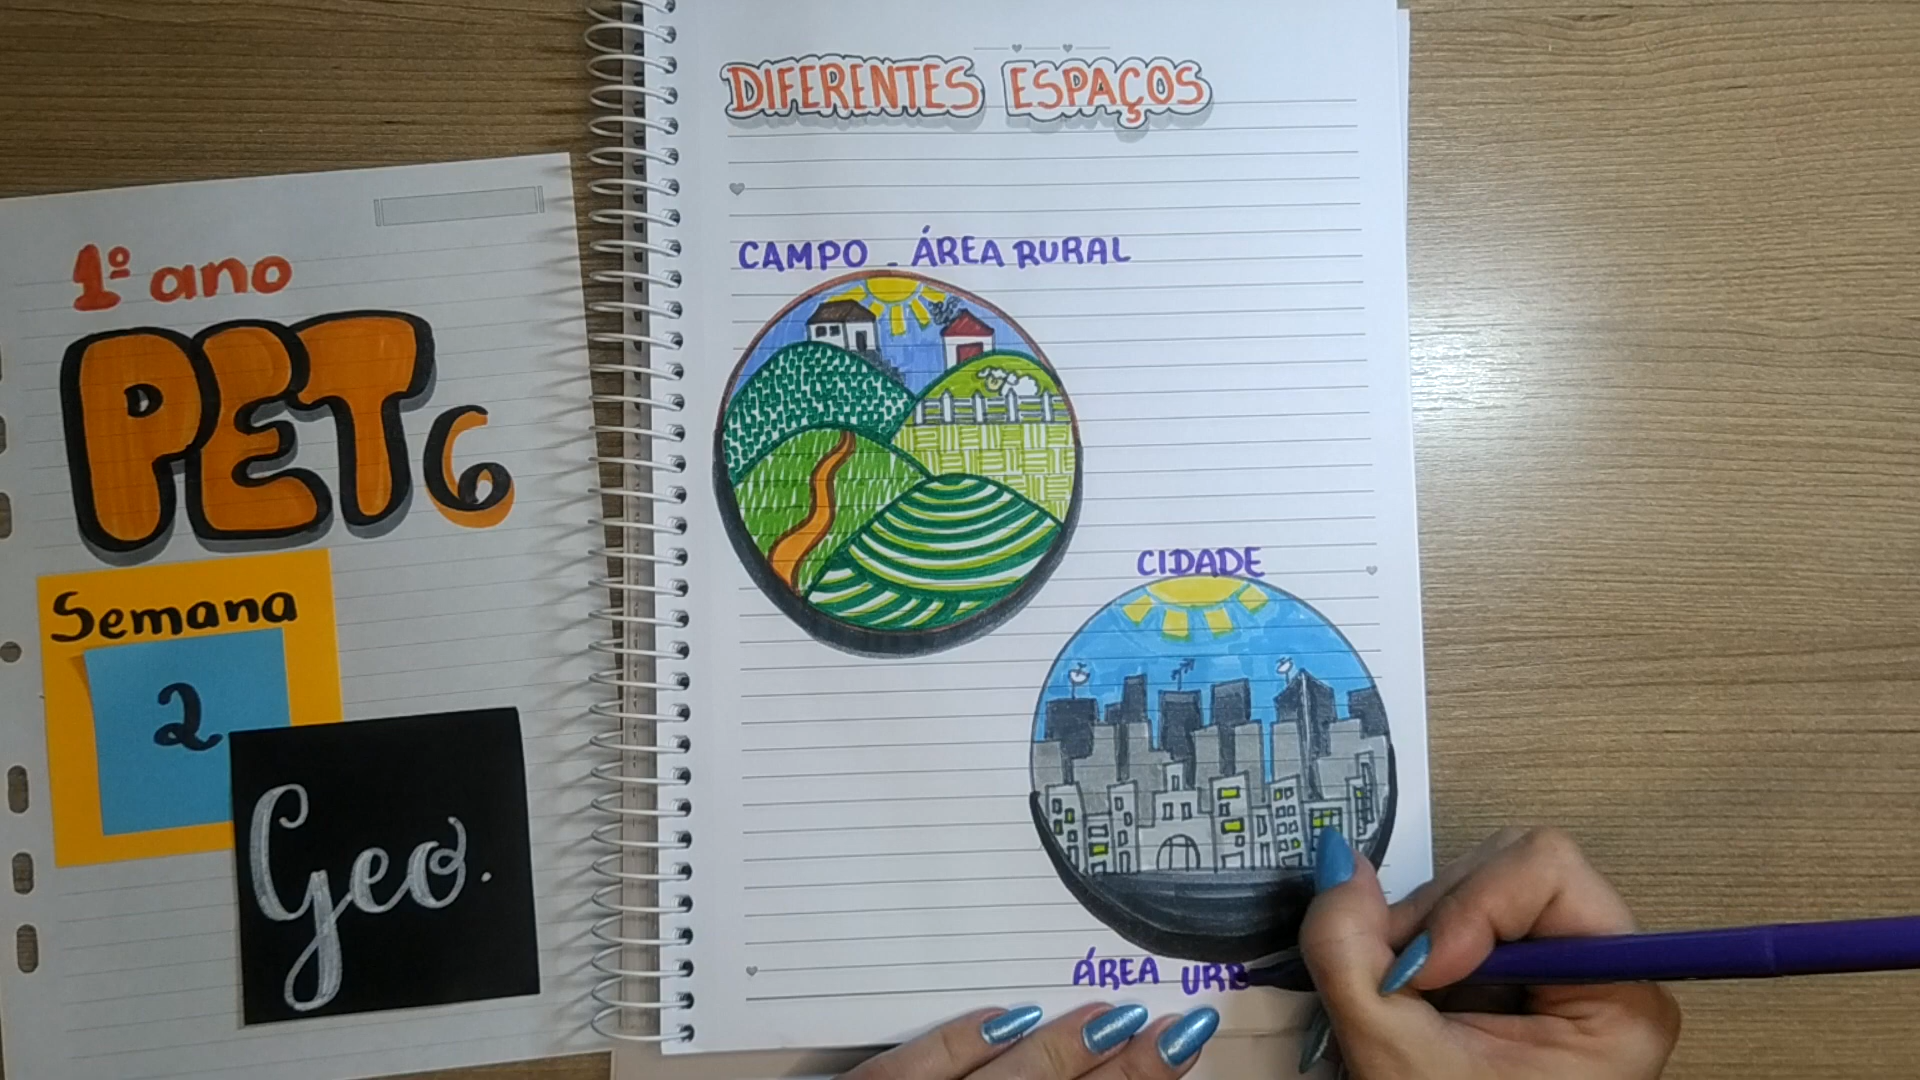 1º ano
PET 6
Semana
2
Geo.
DIFERENTES ESPAÇOS
CAMPO - ÁREA RURAL
CIDADE
ÁREA URB